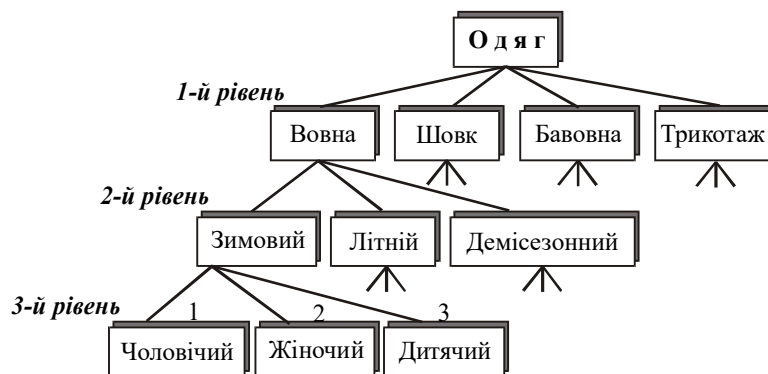 О д я г
1-й рівень
Вовна Шовк Бавовна Трикотаж
2-й рівень
Зимовий Літній Демісезонний
3-й рівень
1 2 3
Чоловічий Жіночий Дитячий